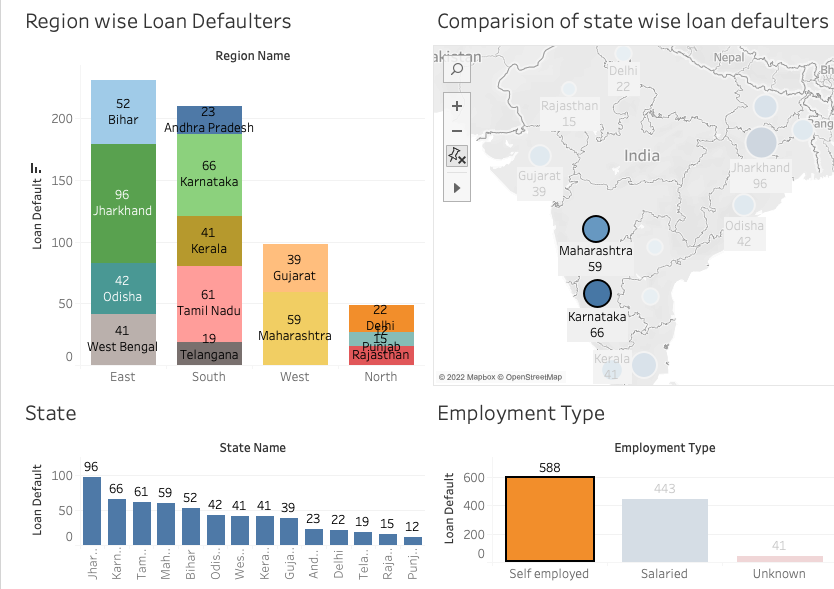 Region wise Loan Defaulters
Region Name
Loan Default
200
150
100
50
0
52
Bihar
96
Jharkhand
42
Odisha
41
West Bengal
23
Andhra Pradesh
66
Karnataka
41
Kerala
61
Tamil Nadu
19
Telangana
39
Gujarat
59
Maharashtra
22
Delhi
12
Punjab
15
Rajasthan
East
South
West
North
Comparision of state wise loan defaulters
Nepal
Delhi
22
Rajasthan
15
India
Gujarat
39
Jharkhand
96
Odisha
42
Maharashtra
59
Karnataka
66
Kerala
41
© 2022 Mapbox © OpenStreetMap
State
State Name
Loan Default
100
50
0
96
66
61
59
52
42
41
41
39
23
22
19
15
12
Jhar..
Karn..
Tam..
Mah..
Bihar
Odis..
Wes..
Kera..
Guja..
And..
Delhi
Tela..
Raja..
Punj..
Employment Type
Employment Type
Loan Default
600
400
200
0
588
443
41
Self employed
Salaried
Unknown